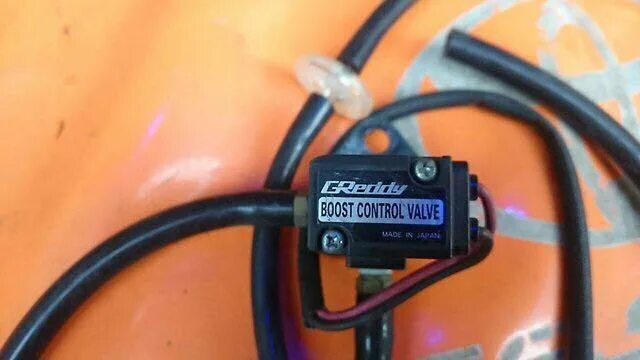 GReddy
BOOST CONTROL VALVE
MADE IN JAPAN